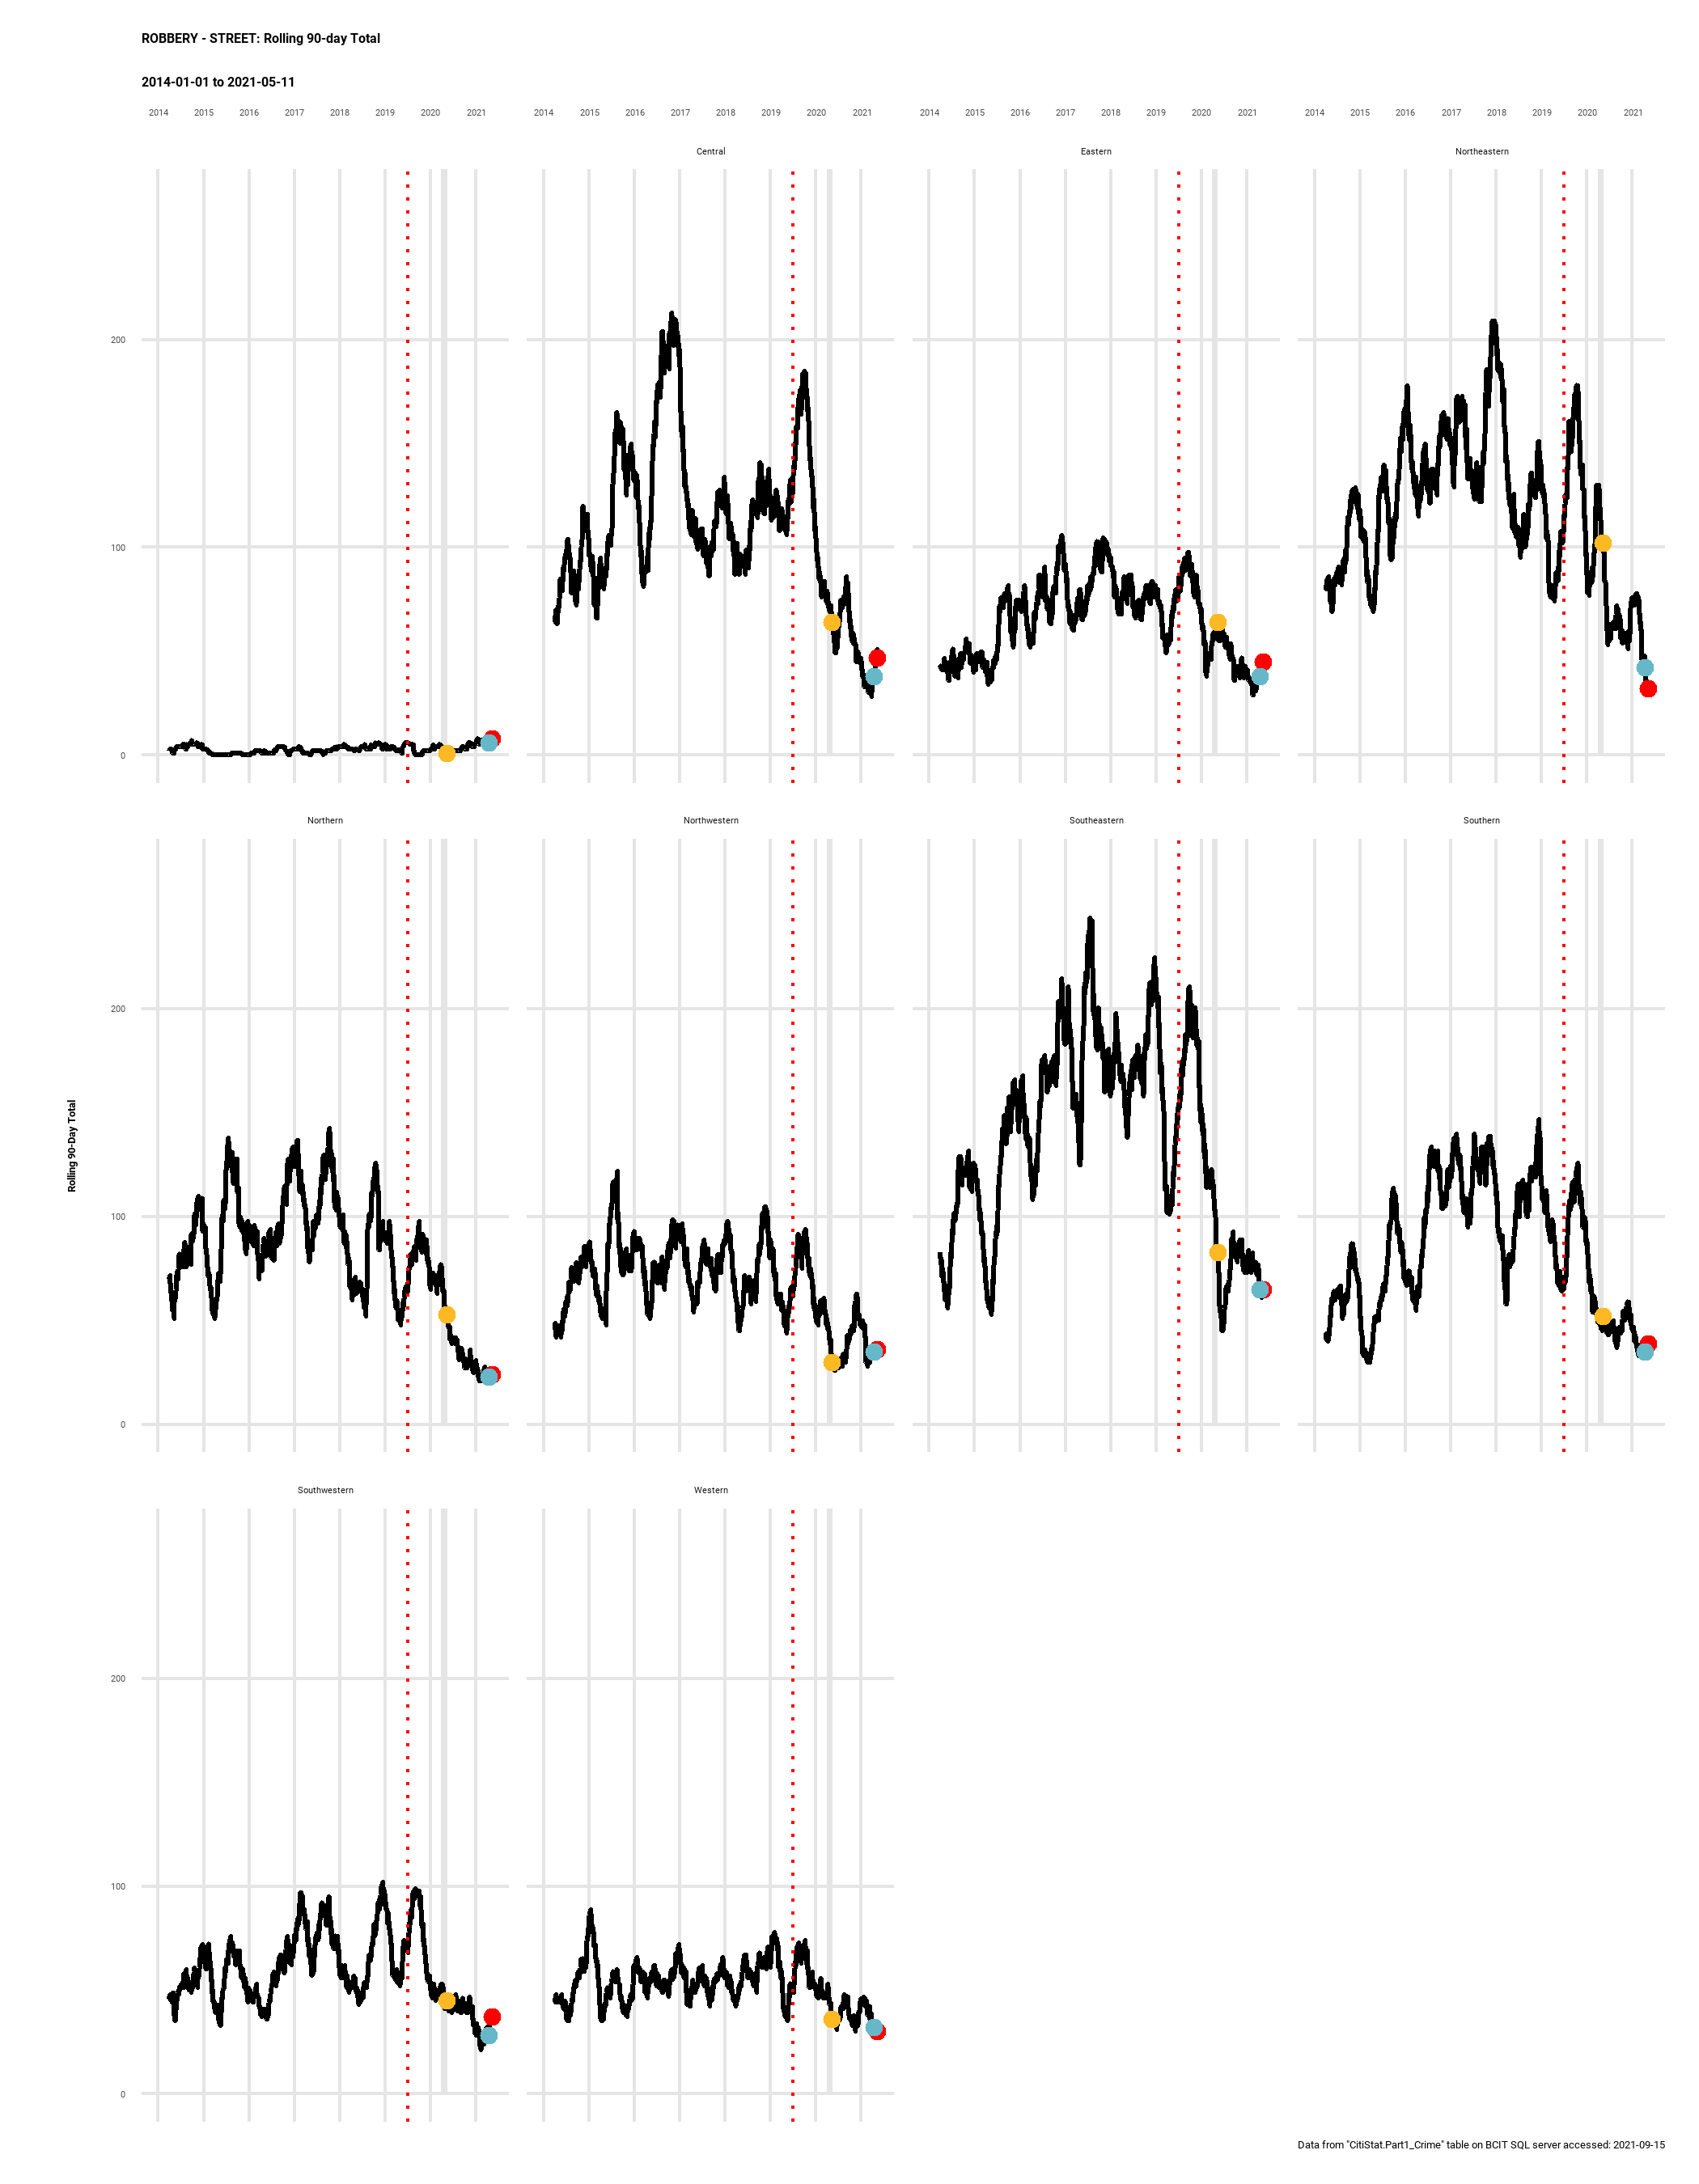 ROBBERY - STREET: Rolling 90-day Total
2014-01-01 to 2021-05-11
2014 2015 2016 2017 2018 2019 2020 2021 2014 2015 2016 2017 2018 2019 2020 2021 2014 2015 2016 2017 2018 2019 2020 2021 2014 2015 2016 2017 2018 2019 2020 2021
Central Eastern Northeastern
200
100
0
Northern Northwestern Southeastern Southern
200
Rolling 90-Day Total
100
0
Southwestern Western
200
100
0
Data from "CitiStat.Part1_Crime" table on BCIT SQL server accessed: 2021-09-15